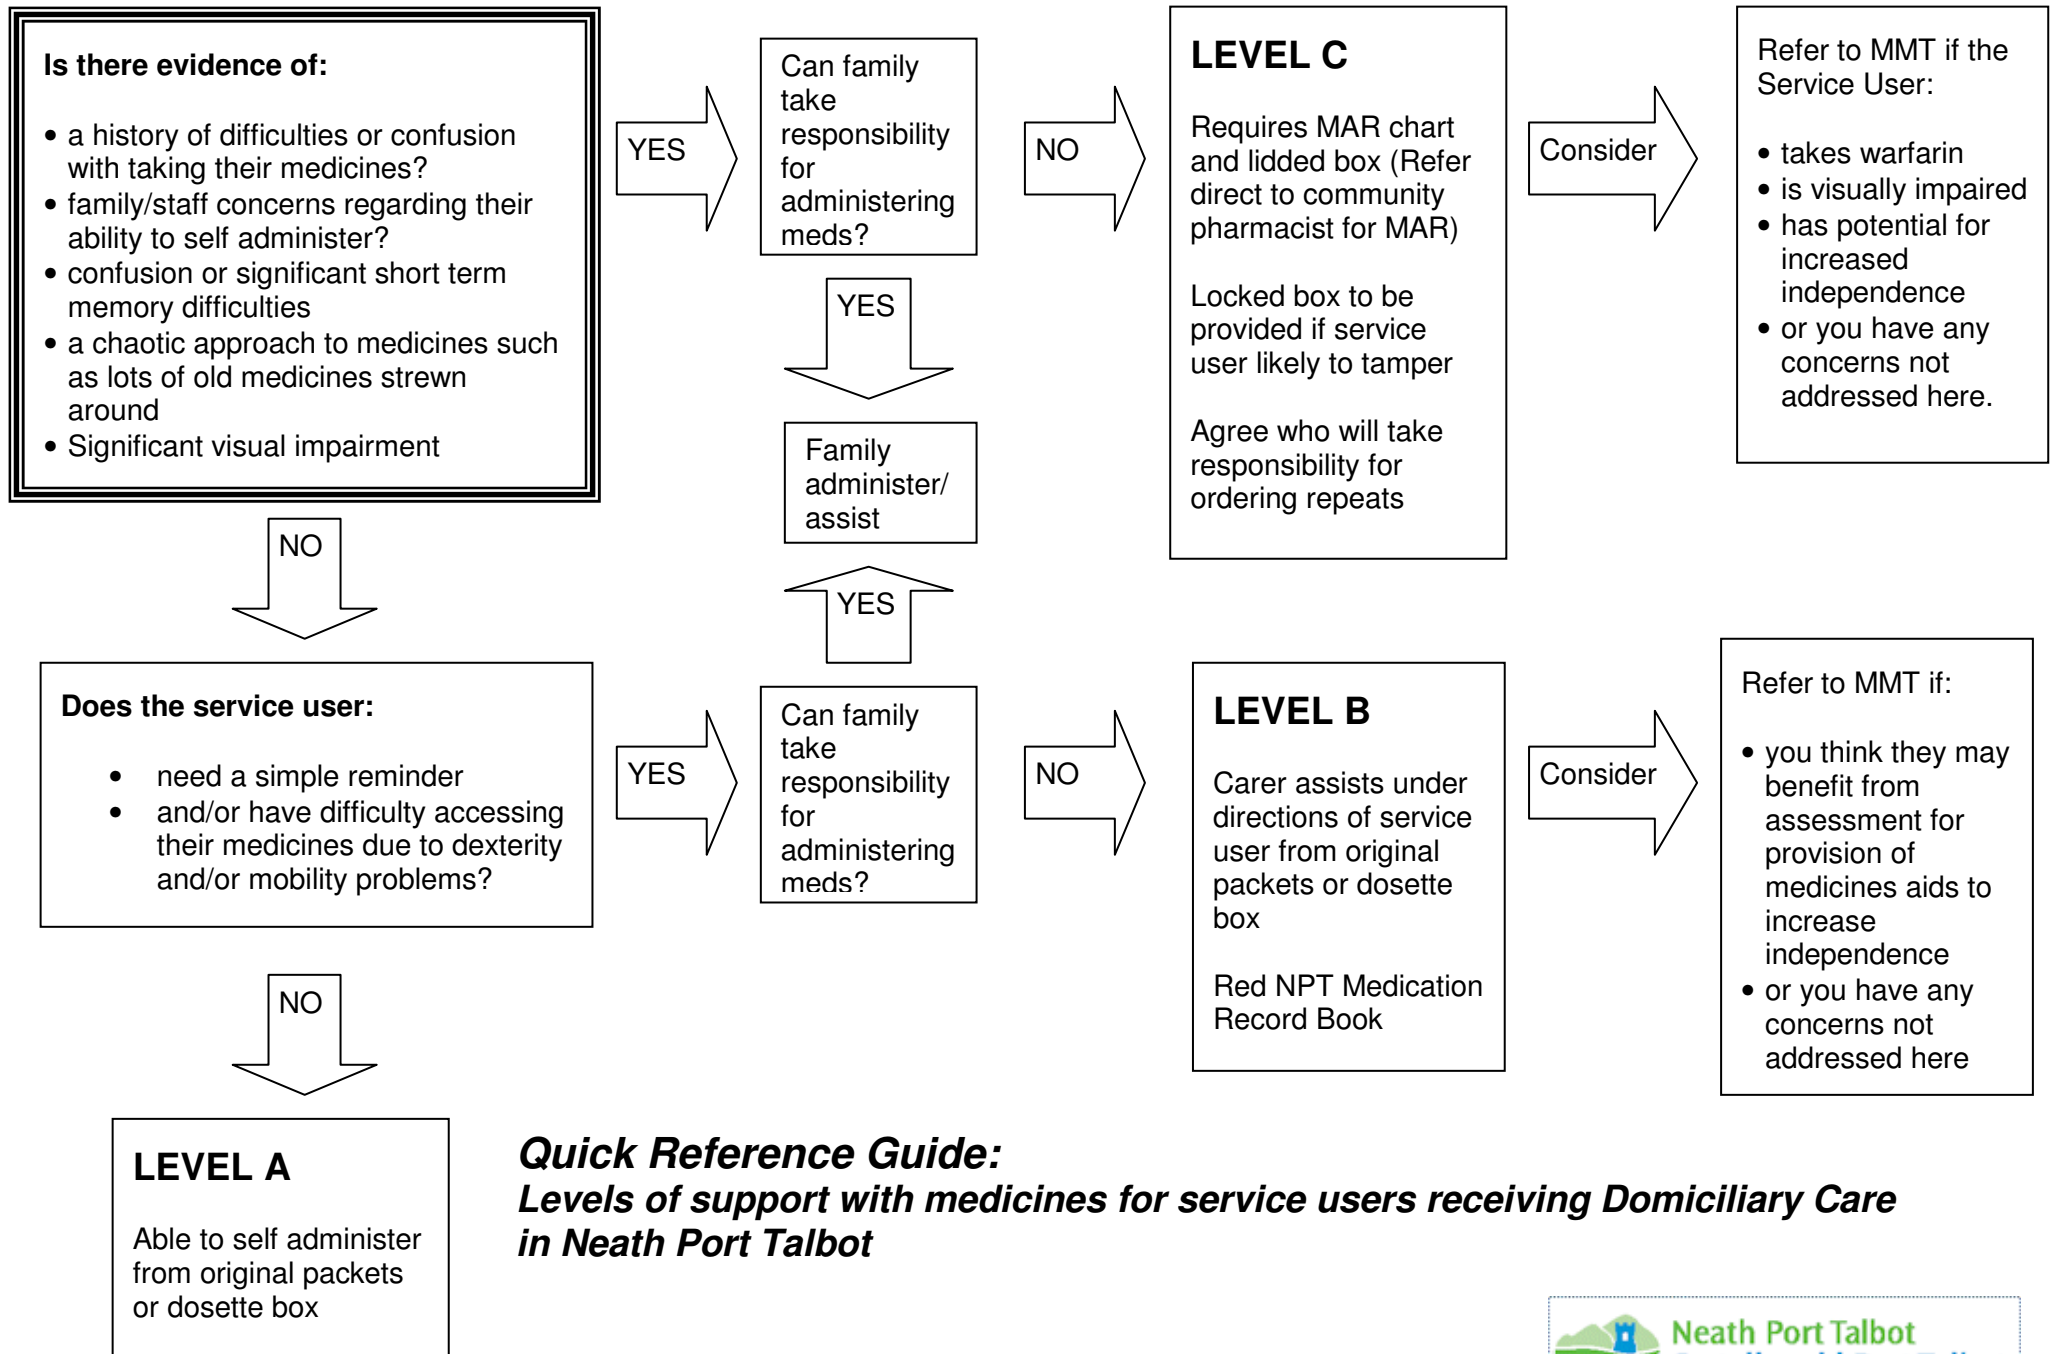 Is there evidence of:
• a history of difficulties or confusion
with taking their medicines?
• family/staff concerns regarding their
ability to self administer?
• confusion or significant short term
memory difficulties
• a chaotic approach to medicines such
as lots of old medicines strewn
around
• Significant visual impairment
YES
Can family
take
responsibility
for
administering
meds?
NO
LEVEL C
Requires MAR chart
and lidded box (Refer
direct to community
pharmacist for MAR)
Locked box to be
provided if service
user likely to tamper
Agree who will take
responsibility for
ordering repeats
Consider
Refer to MMT if the
Service User:
• takes warfarin
• is visually impaired
• has potential for
increased
independence
• or you have any
concerns not
addressed here.
YES
Family
administer/
assist
YES
NO
Does the service user:
• need a simple reminder
• and/or have difficulty accessing
their medicines due to dexterity
and/or mobility problems?
YES
Can family
take
responsibility
for
administering
meds?
NO
LEVEL B
Carer assists under
directions of service
user from original
packets or dosette
box
Red NPT Medication
Record Book
Consider
Refer to MMT if:
• you think they may
benefit from
assessment for
provision of
medicines aids to
increase
independence
• or you have any
concerns not
addressed here
NO
LEVEL A
Able to self administer
from original packets
or dosette box
Quick Reference Guide:
Levels of support with medicines for service users receiving Domiciliary Care
in Neath Port Talbot
Neath Port Talbot